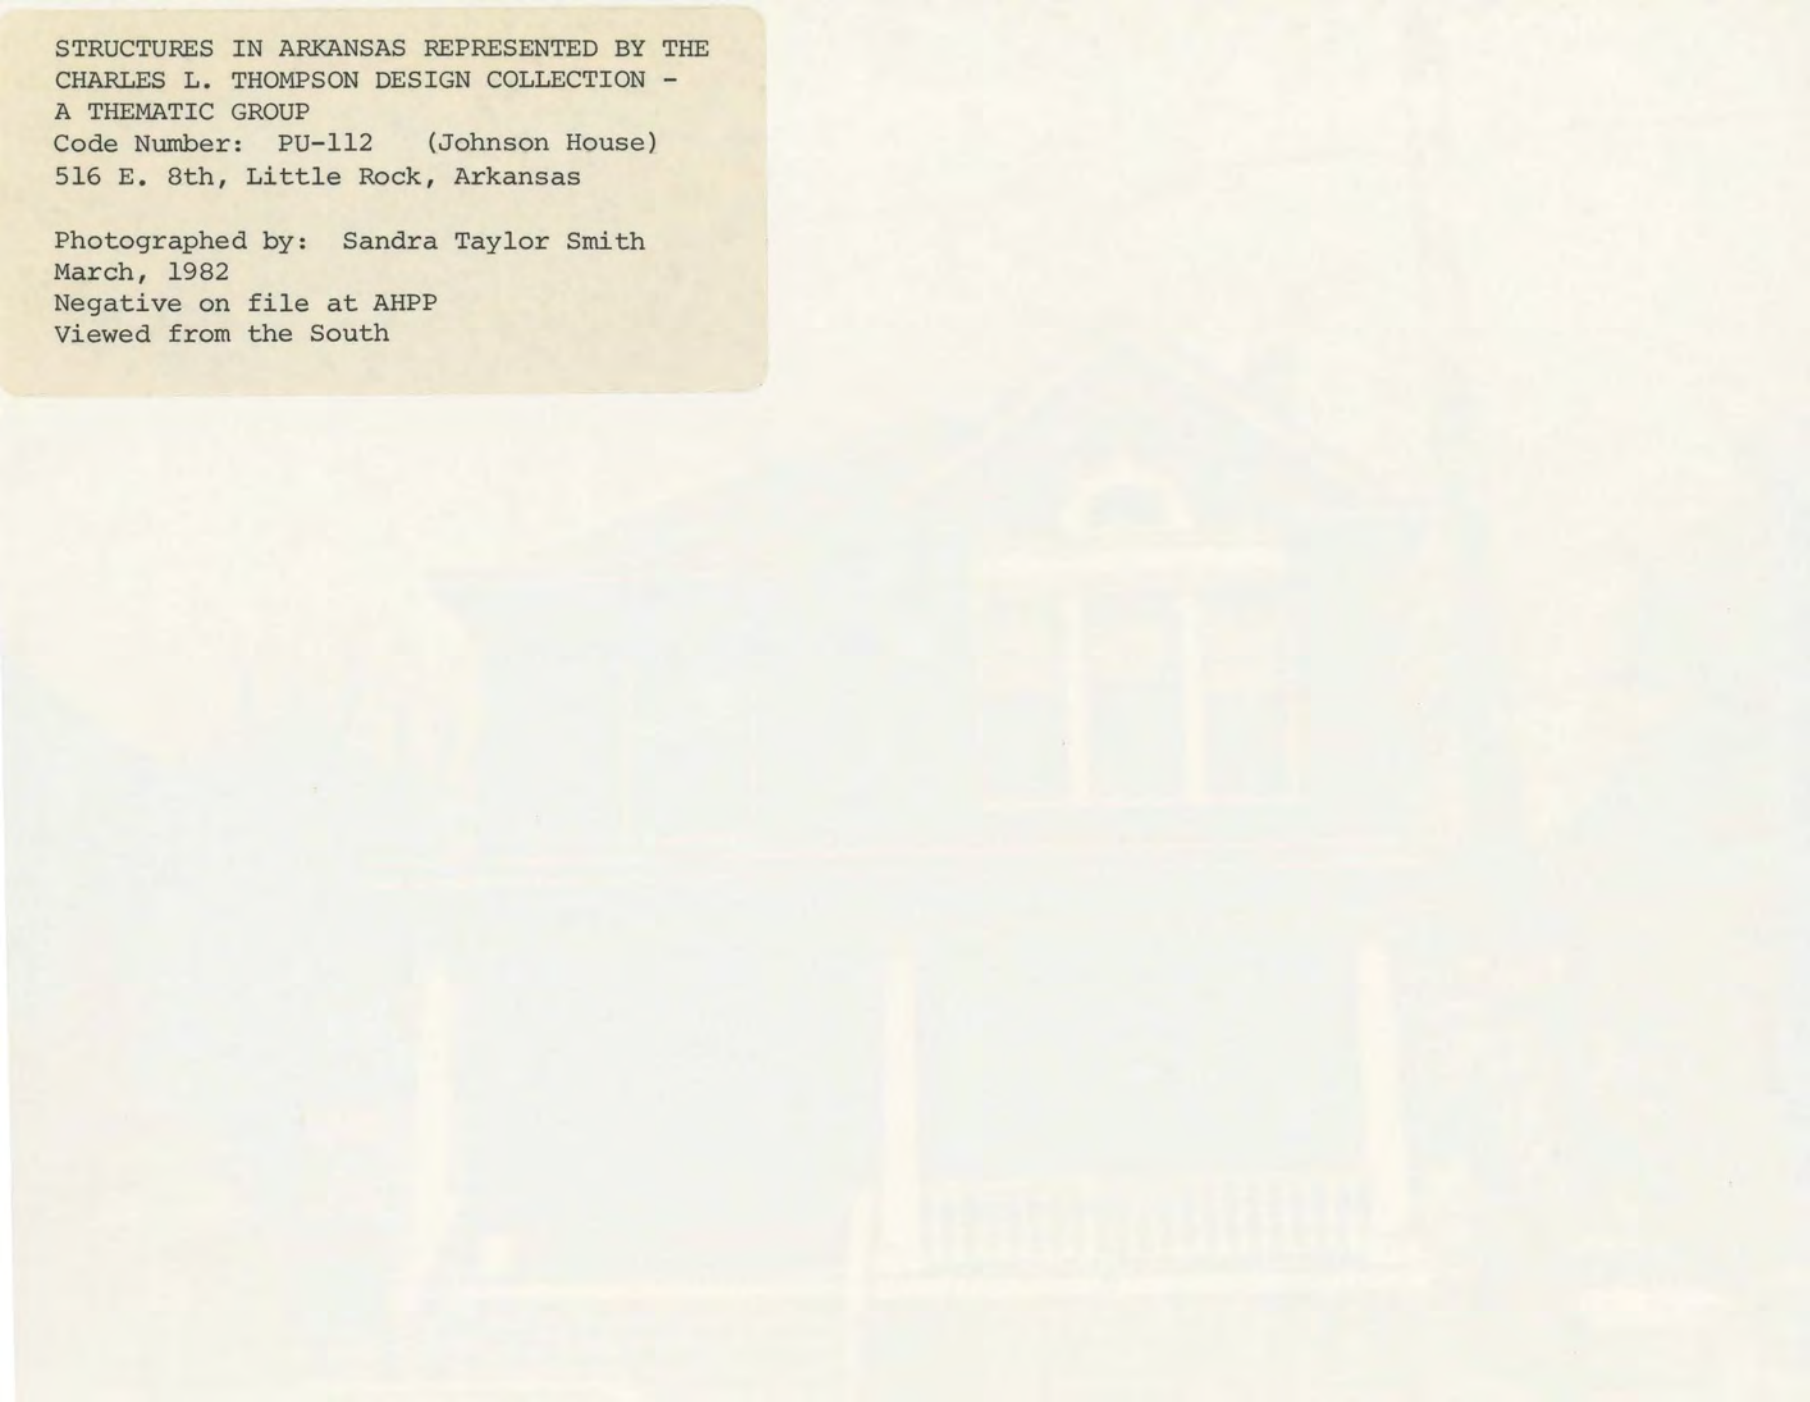 STRUCTURES IN ARKANSAS REPRESENTED BY THE
CHARLES L. THOMPSON DESIGN COLLECTION -
A THEMATIC GROUP
Code Number: PU-112 (Johnson House)
516 E. 8th, Little Rock, Arkansas
Photographed by: Sandra Taylor Smith
March, 1982
Negative on file at AHPP
Viewed from the South